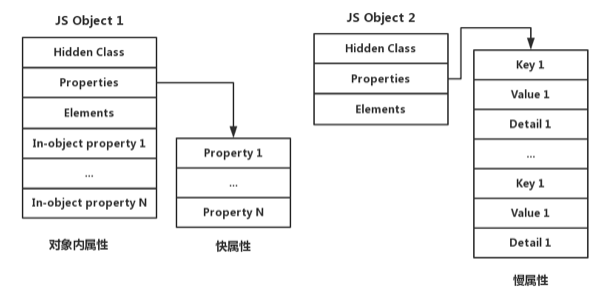 JS Object 1
Hidden Class
Properties
Elements
In-object property 1
...
In-object property N
对象内属性
Property 1
...
Property N
快属性
JS Object 2
Hidden Class
Properties
Elements
Key 1
Value 1
Detail 1
...
Key 1
Value 1
Detail 1
慢属性